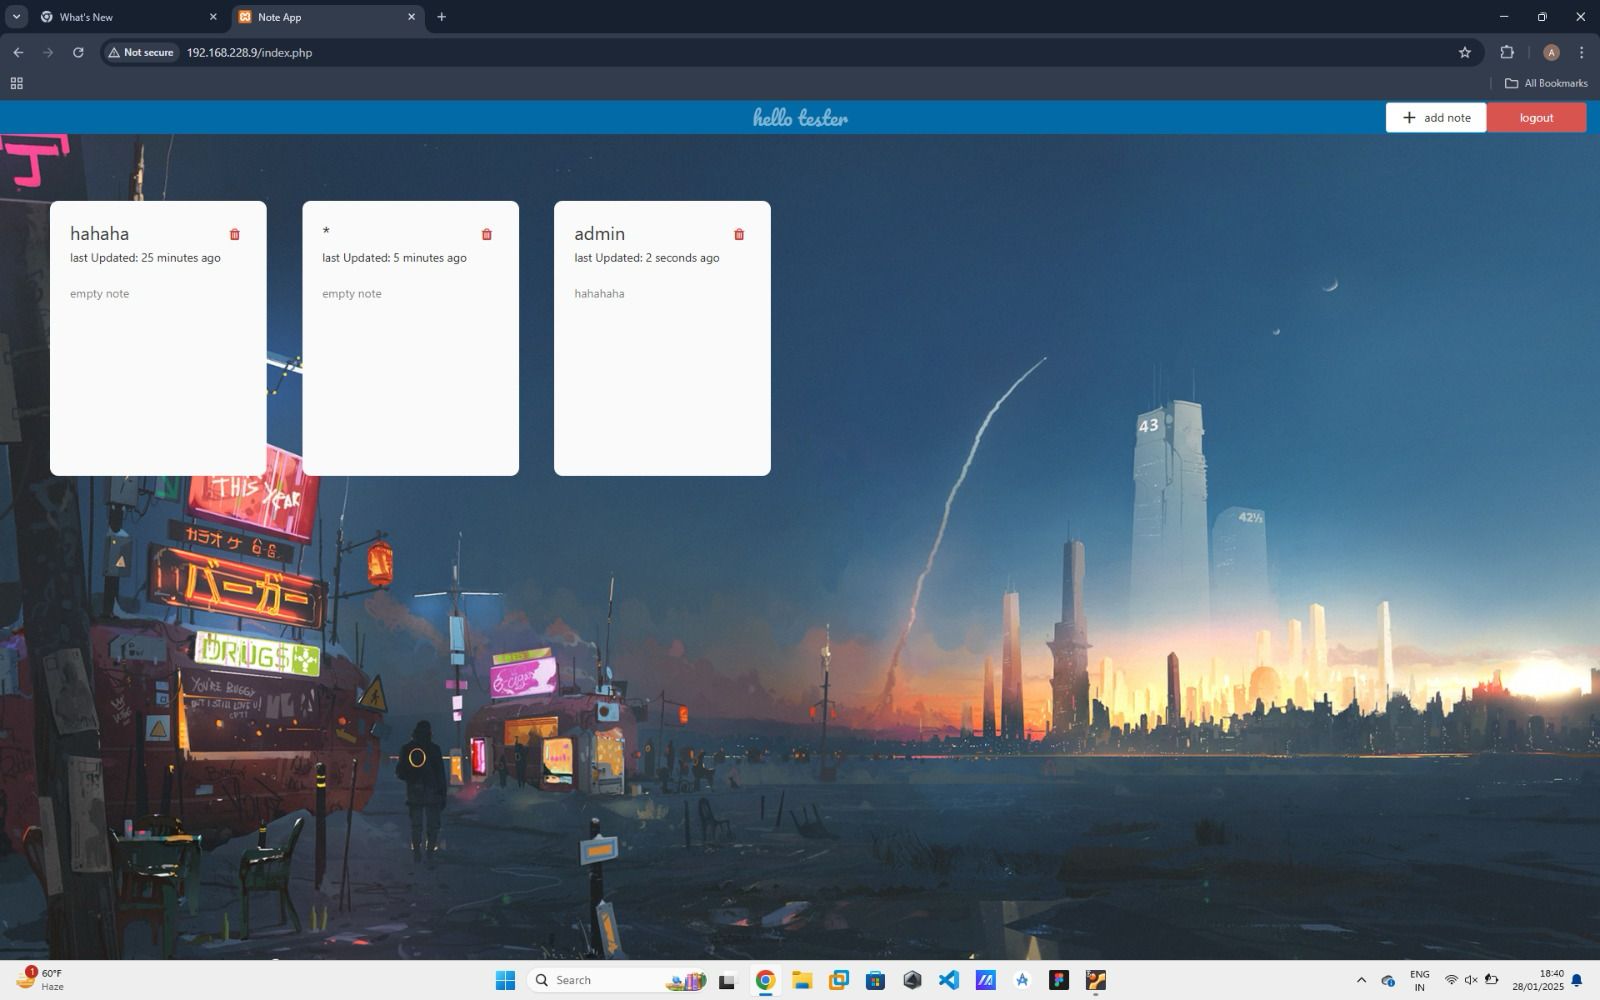 What's New
Note App
Not secure
192.168.228.9/index.php
A
All Bookmarks
hello tester
+ add note
logout
hahaha
last Updated: 25 minutes ago
empty note
*
last Updated: 5 minutes ago
empty note
admin
last Updated: 2 seconds ago
hahahaha
43
42½
THIS YEAR
カラオケ
バーガー
DRUGS
YOU'RE BUGGY
BUT I STILL LOVE U!
e-cigs
1
60°F
Haze
Search
ENG
IN
18:40
28/01/2025